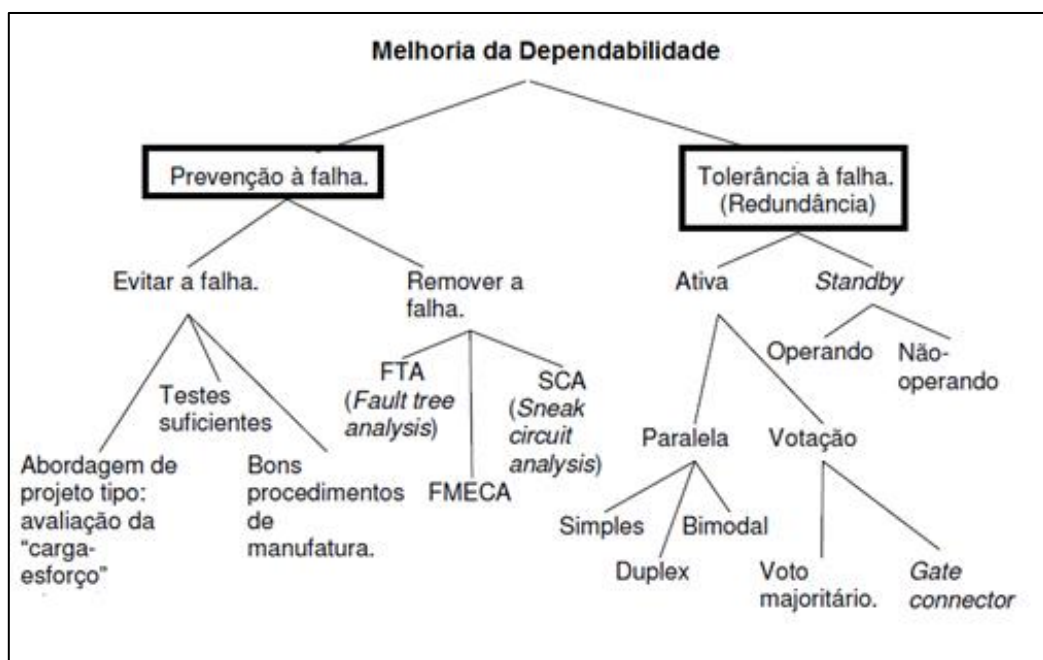 Melhoria da Dependabilidade
Prevenção à falha.
Tolerância à falha.
(Redundância)
Evitar a falha.
Remover a
falha.
Ativa
Standby
Operando
Não-
operando
Testes
suficientes
FTA
(Fault tree
analysis)
SCA
(Sneak
circuit
analysis)
Paralela
Votação
Abordagem de
projeto tipo:
avaliação da
"carga-
esforço"
Bons
procedimentos
de
manufatura.
FMECA
Simples
Bimodal
Duplex
Voto
majoritário.
Gate
connector